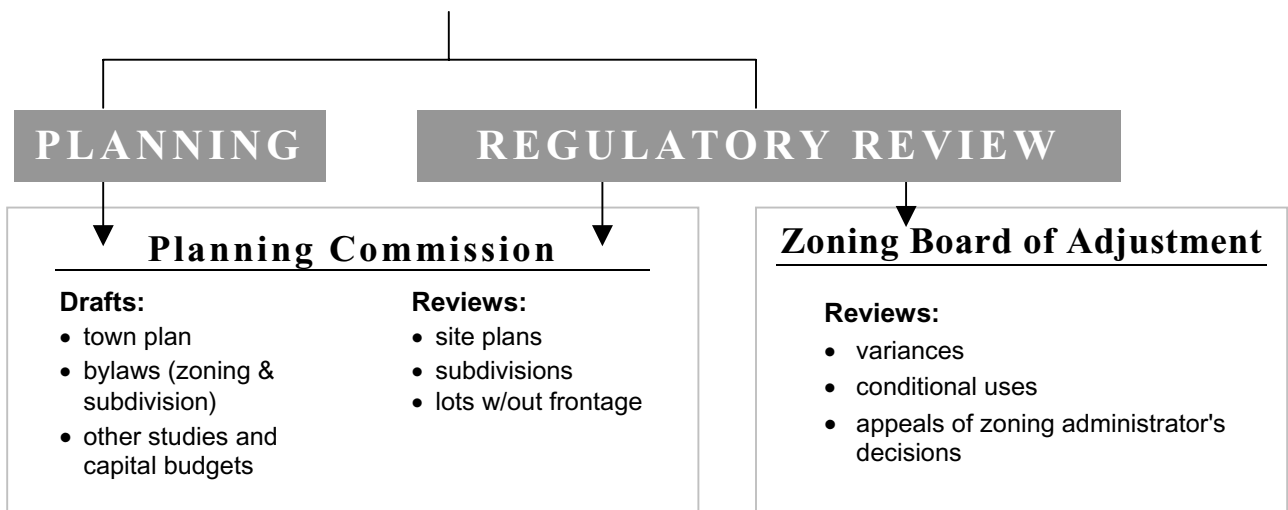 PLANNING
REGULATORY REVIEW
Planning Commission
Drafts:
• town plan
• bylaws (zoning &
subdivision)
• other studies and
capital budgets
Reviews:
• site plans
• subdivisions
• lots w/out frontage
Zoning Board of Adjustment
Reviews:
• variances
• conditional uses
• appeals of zoning administrator's
decisions